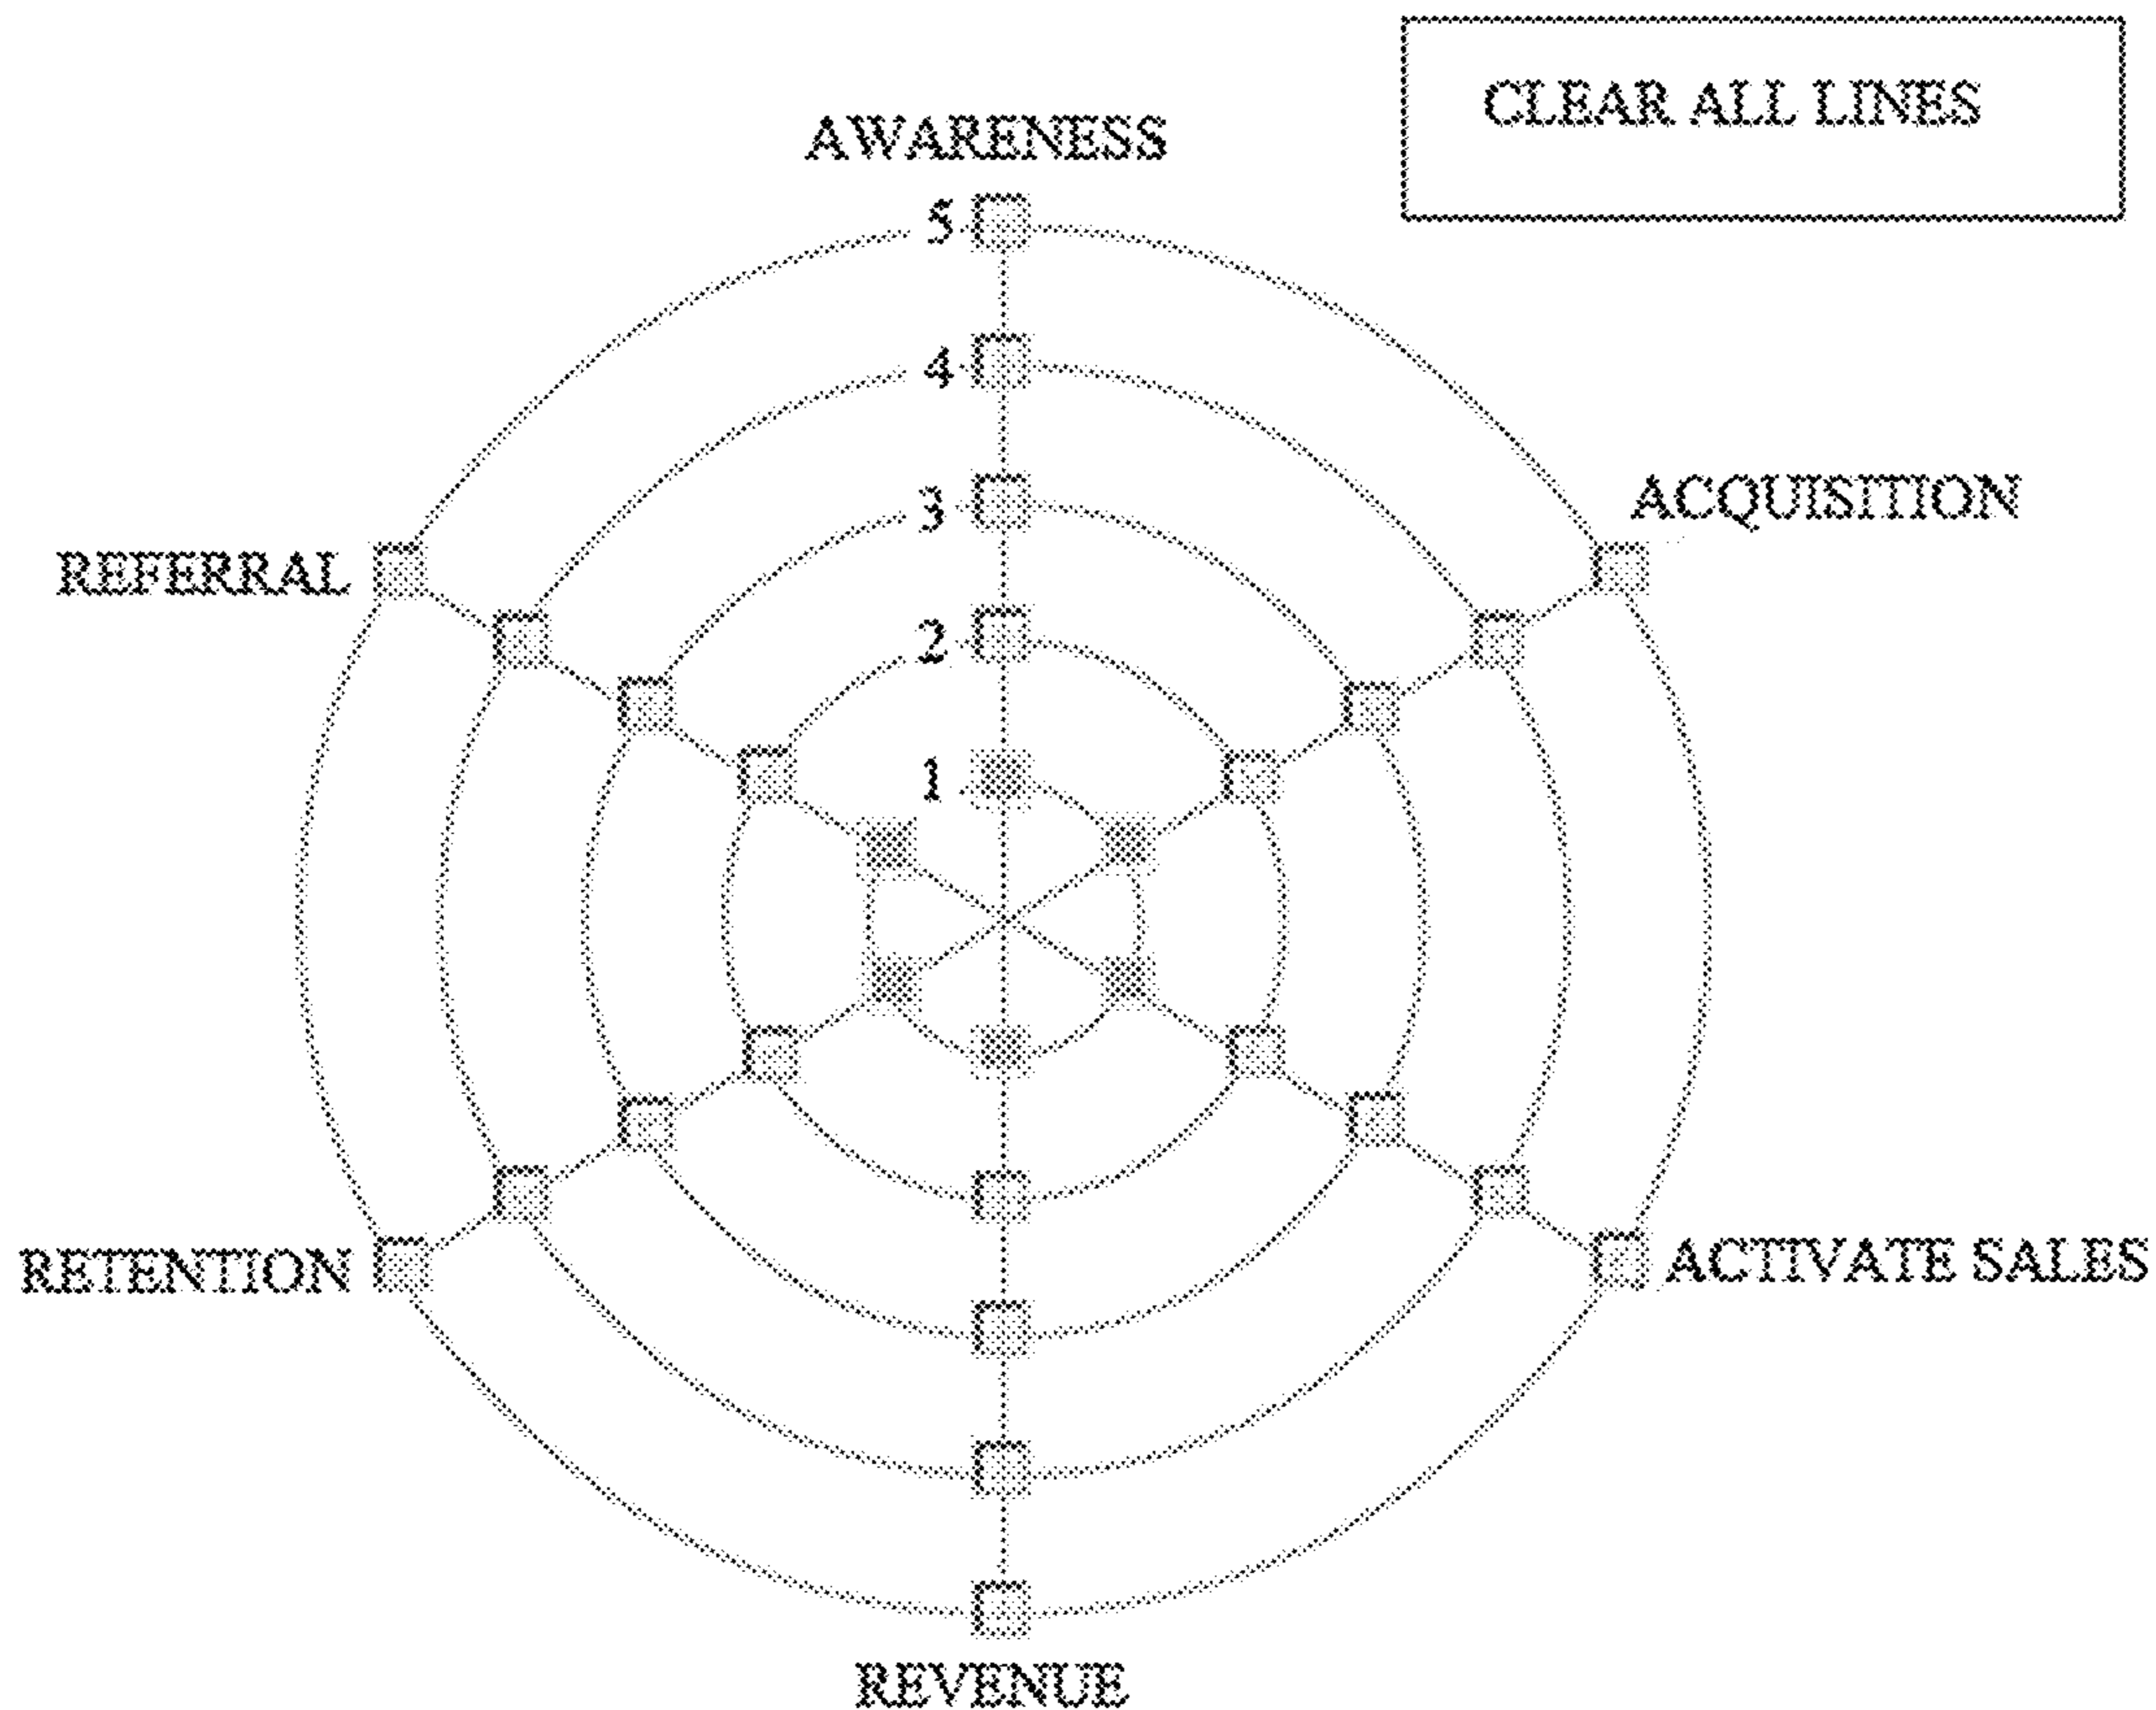 CLEAR ALL LINES
AWARENESS
5
4
ACQUISITION
3
REFERRAL
2
1
RETENTION
ACTIVATE SALES
REVENUE